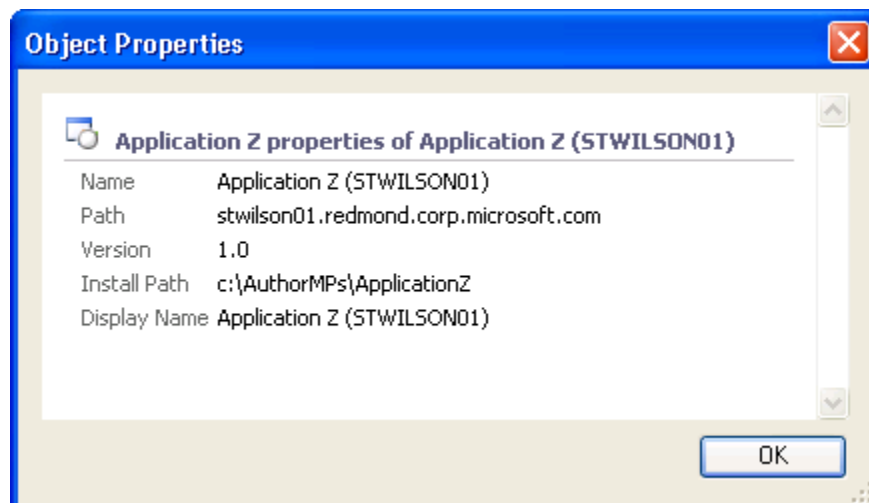 Object Properties
Application Z properties of Application Z (STWILSON01)
Name Application Z (STWILSON01)
Path stwilson01.redmond.corp.microsoft.com
Version 1.0
Install Path c:\AuthorMPs\ApplicationZ
Display Name Application Z (STWILSON01)
OK